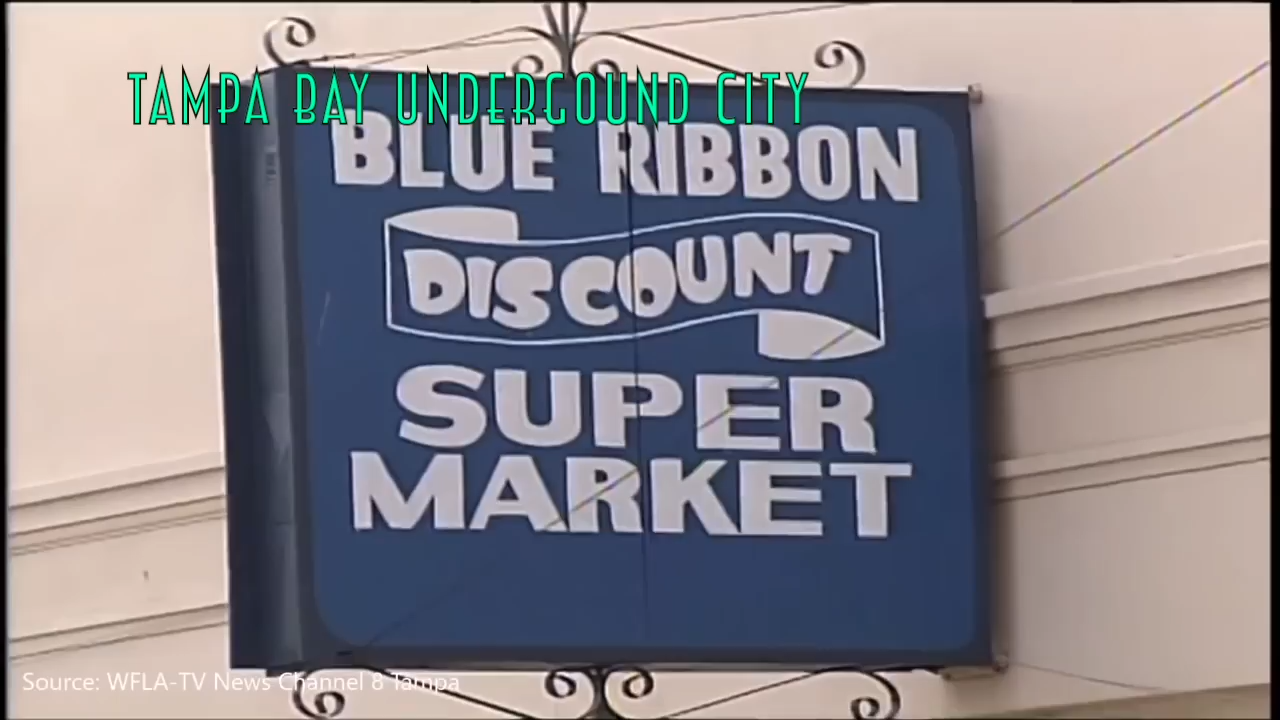 TAMPA BAY UNDERGOUND CITY
BLUE RIBBON
DISCOUNT
SUPER
MARKET
Source: WFLA-TV News Channel 8 Tampa